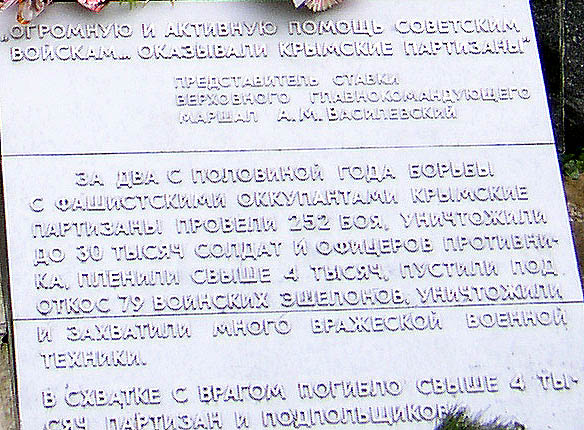 „ОГРОМНУЮ И АКТИВНУЮ ПОМОЩЬ СОВЕТСКИМ
ВОЙСКАМ... ОКАЗЫВАЛИ КРЫМСКИЕ ПАРТИЗАНЫ"
ПРЕДСТАВИТЕЛЬ СТАВКИ
ВЕРХОВНОГО ГЛАВНОКОМАНДУЮЩЕГО
МАРШАЛ А.М. ВАСИЛЕВСКИЙ
ЗА ДВА С ПОЛОВИНОЙ ГОДА БОРЬБЫ
С ФАШИСТСКИМИ ОККУПАНТАМИ КРЫМСКИЕ
ПАРТИЗАНЫ ПРОВЕЛИ 252 БОЯ, УНИЧТОЖИЛИ
ДО 30 ТЫСЯЧ СОЛДАТ И ОФИЦЕРОВ ПРОТИВНИ-
КА, ПЛЕНИЛИ СВЫШЕ 4 ТЫСЯЧ, ПУСТИЛИ ПОД
ОТКОС 79 ВОИНСКИХ ЭШЕЛОНОВ, УНИЧТОЖИЛИ
И ЗАХВАТИЛИ МНОГО ВРАЖЕСКОЙ ВОЕННОЙ
ТЕХНИКИ.
В СХВАТКЕ С ВРАГОМ ПОГИБЛО СВЫШЕ 4 ТЫ-
СЯЧ ПАРТИЗАН И ПОДПОЛЬЩИКОВ